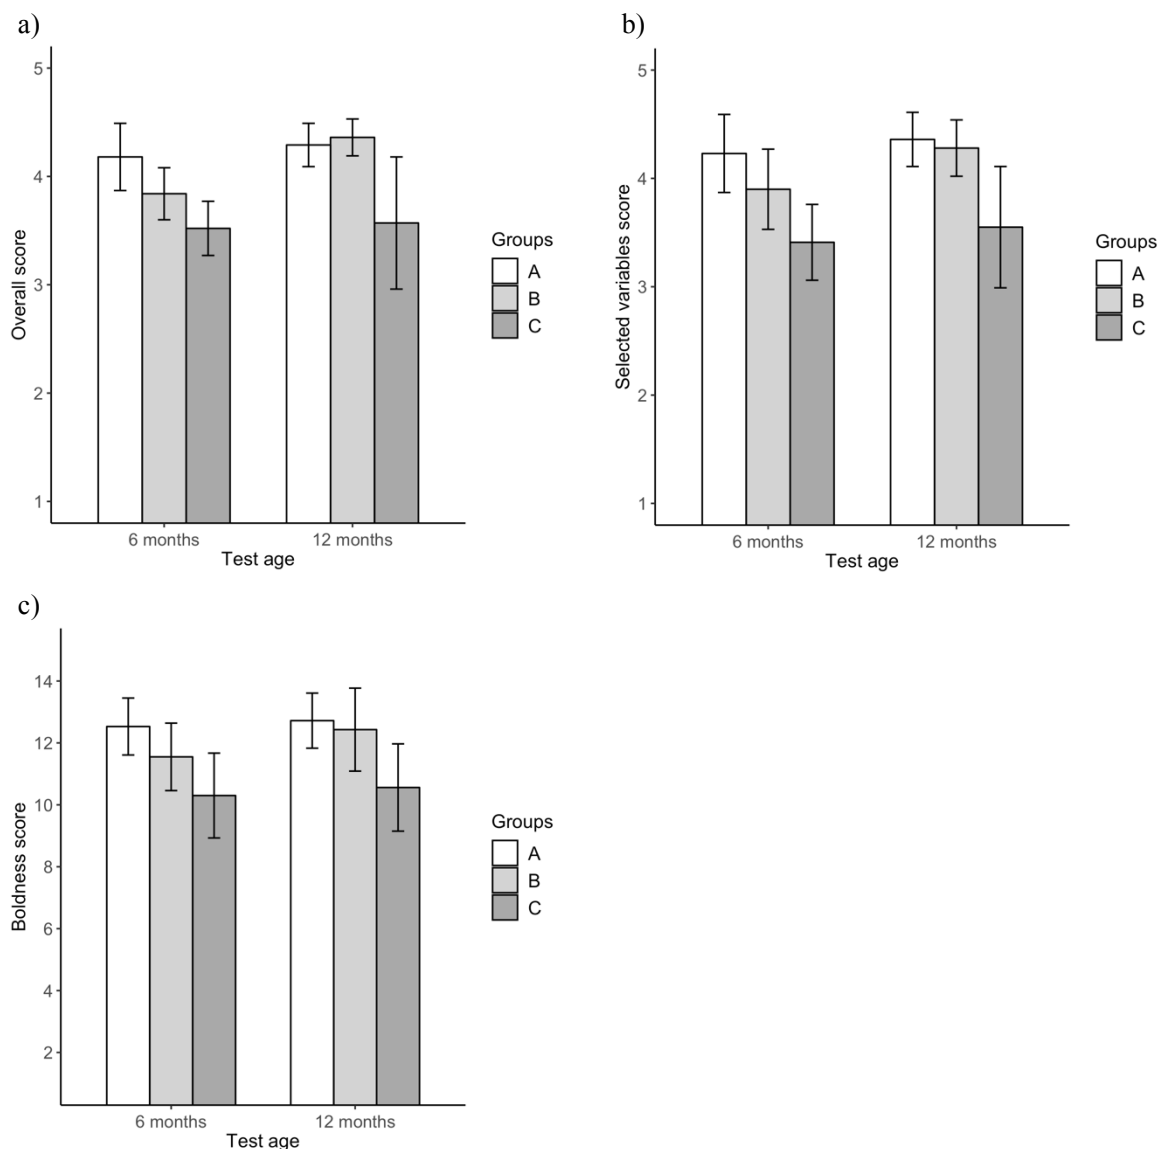 a)
Overall score
5
4
3
2
1
6 months
12 months
Test age
Groups
A
B
C
b)
Selected variables score
5
4
3
2
1
6 months
12 months
Test age
Groups
A
B
C
c)
Boldness score
14
12
10
8
6
4
2
6 months
12 months
Test age
Groups
A
B
C